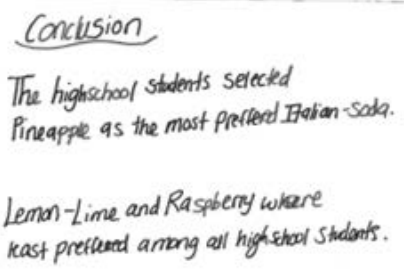 Conclusion
The highschool students selected
Pineapple as the most preffered Italian-Soda.
Lemon-Lime and Raspberry where
least preffered among all highschool students.